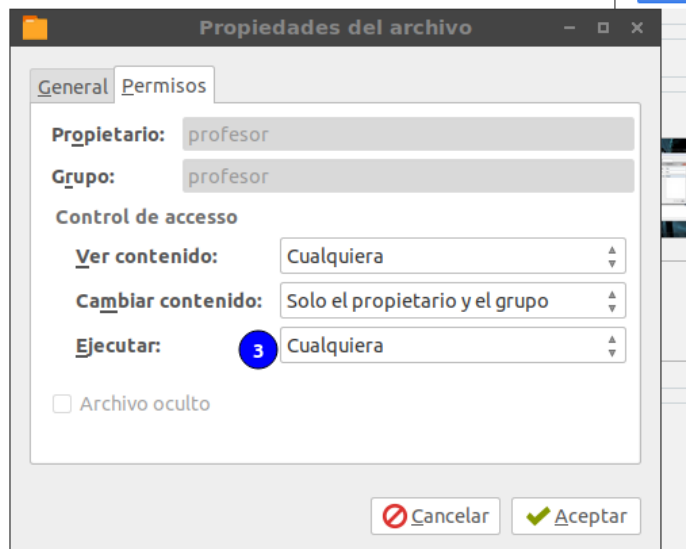 Propiedades del archivo
General Permisos
Propietario: profesor
Grupo: profesor
Control de accesso
Ver contenido: Cualquiera
Cambiar contenido: Solo el propietario y el grupo
Ejecutar: 3 Cualquiera
Archivo oculto
Cancelar Aceptar